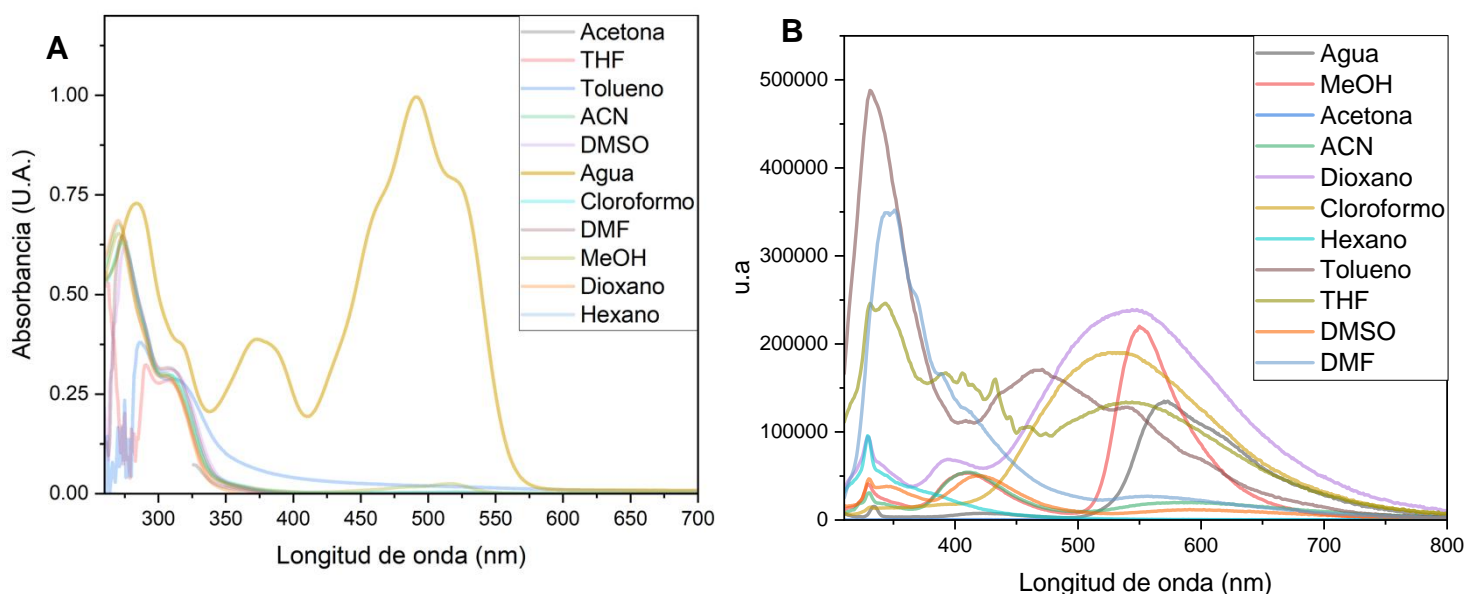 A
Absorbancia (U.A.)
1.00
0.75
0.50
0.25
0.00
300 350 400 450 500 550 600 650 700
Longitud de onda (nm)
Acetona
THF
Tolueno
ACN
DMSO
Agua
Cloroformo
DMF
MeOH
Dioxano
Hexano
B
u.a
500000
400000
300000
200000
100000
0
400 500 600 700 800
Longitud de onda (nm)
Agua
MeOH
Acetona
ACN
Dioxano
Cloroformo
Hexano
Tolueno
THF
DMSO
DMF